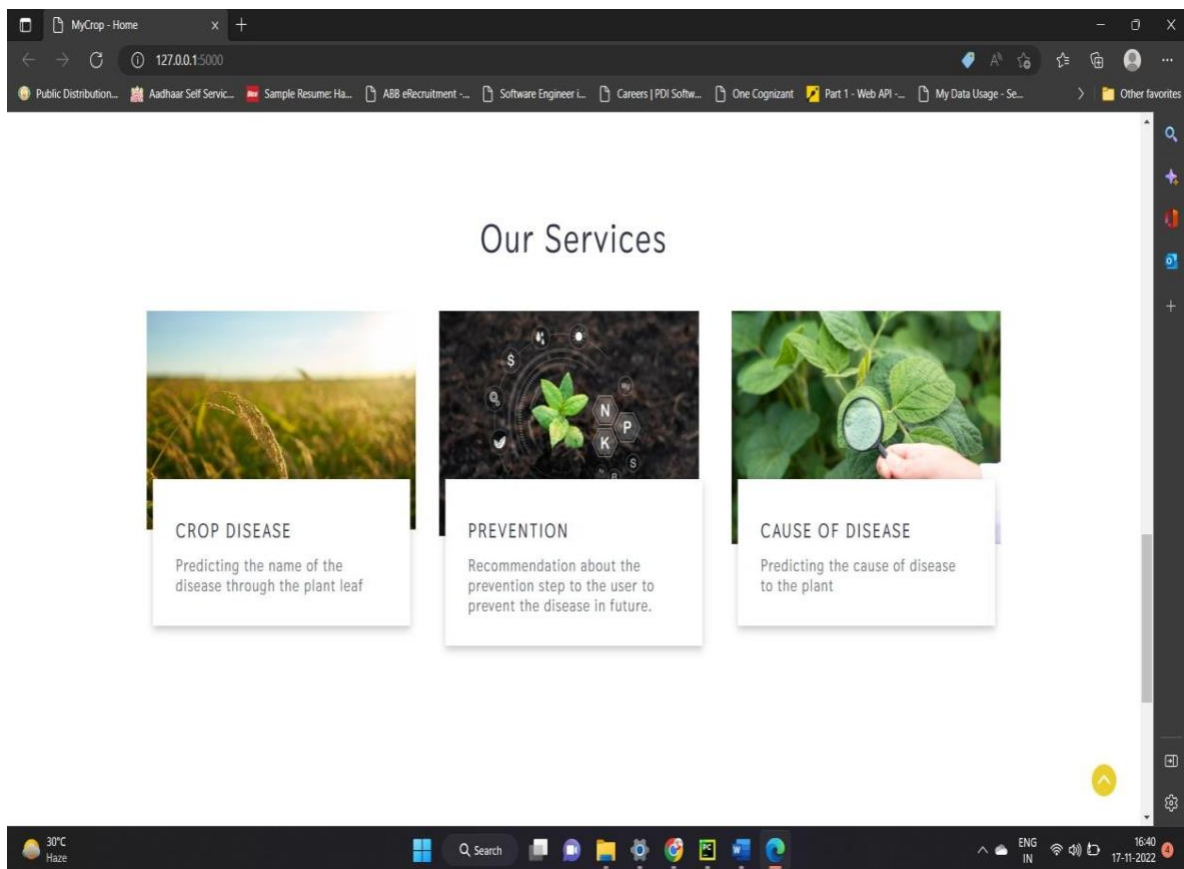 MyCrop - Home
127.0.0.1:5000
Public Distribution...
Aadhaar Self Servic...
Sample Resume: Ha...
ABB eRecruitment -...
Software Engineer i...
Careers | PDI Softw...
One Cognizant
Part 1 - Web API -...
My Data Usage - Se...
Other favorites
Our Services
$
N
P
K
S
CROP DISEASE
Predicting the name of the
disease through the plant leaf
PREVENTION
Recommendation about the
prevention step to the user to
prevent the disease in future.
CAUSE OF DISEASE
Predicting the cause of disease
to the plant
30°C
Haze
Search
ENG
IN
16:40
17-11-2022
4